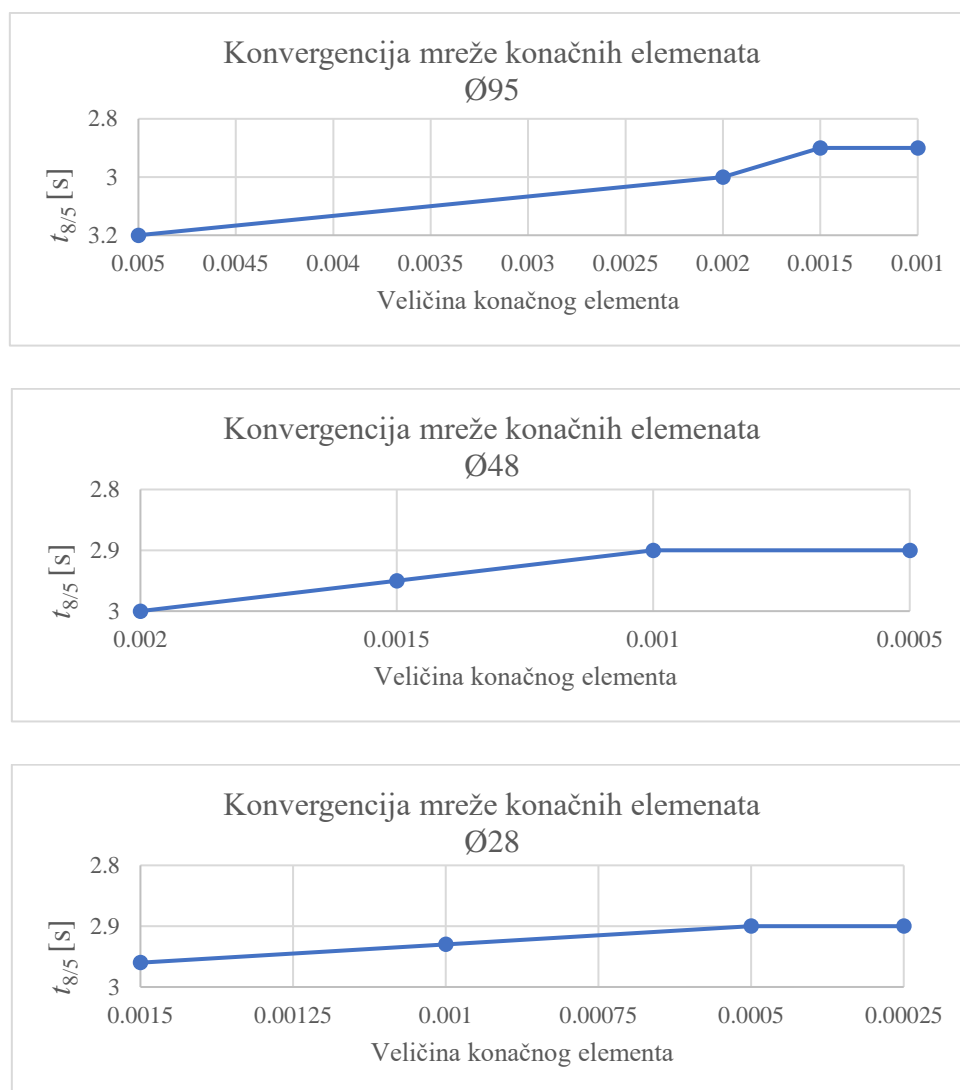 Konvergencija mreže konačnih elemenata
Ø95
t8/5 [s]
2.8
3
3.2
0.005 0.0045 0.004 0.0035 0.003 0.0025 0.002 0.0015 0.001
Veličina konačnog elementa
Konvergencija mreže konačnih elemenata
Ø48
t8/5 [s]
2.8
2.9
3
0.002 0.0015 0.001 0.0005
Veličina konačnog elementa
Konvergencija mreže konačnih elemenata
Ø28
t8/5 [s]
2.8
2.9
3
0.0015 0.00125 0.001 0.00075 0.0005 0.00025
Veličina konačnog elementa